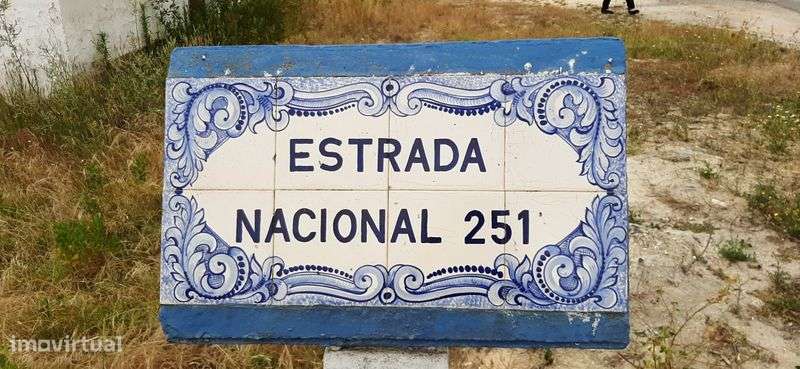 ESTRADA
NACIONAL 251
imovirtual